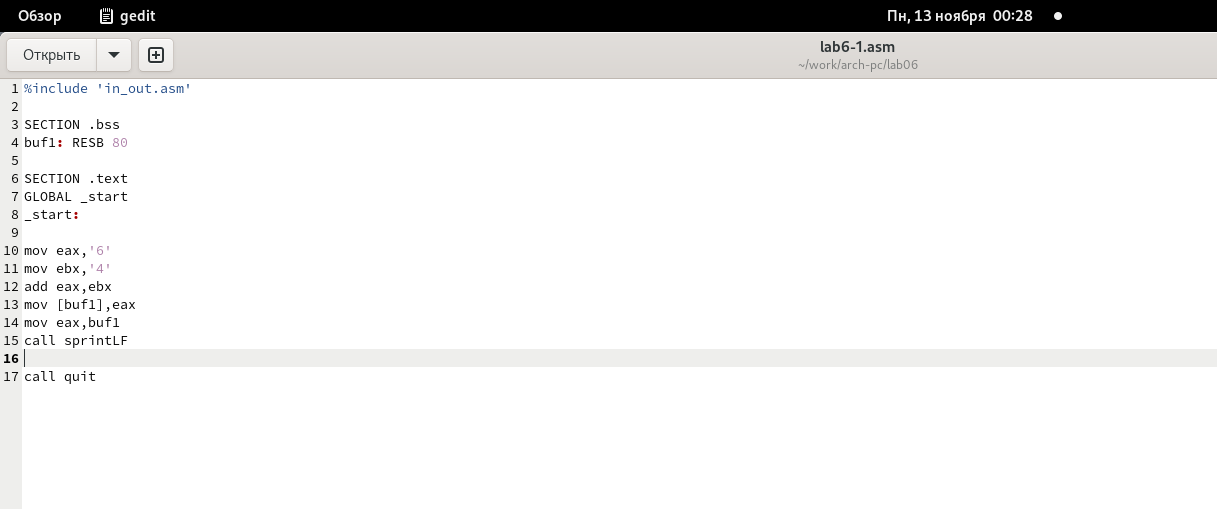 Обзор gedit Пн, 13 ноября 00:28
Открыть lab6-1.asm
~/work/arch-pc/lab06
1 %include 'in_out.asm'
2
3 SECTION .bss
4 buf1: RESB 80
5
6 SECTION .text
7 GLOBAL _start
8 _start:
9
10 mov eax,'6'
11 mov ebx,'4'
12 add eax,ebx
13 mov [buf1],eax
14 mov eax,buf1
15 call sprintLF
16
17 call quit